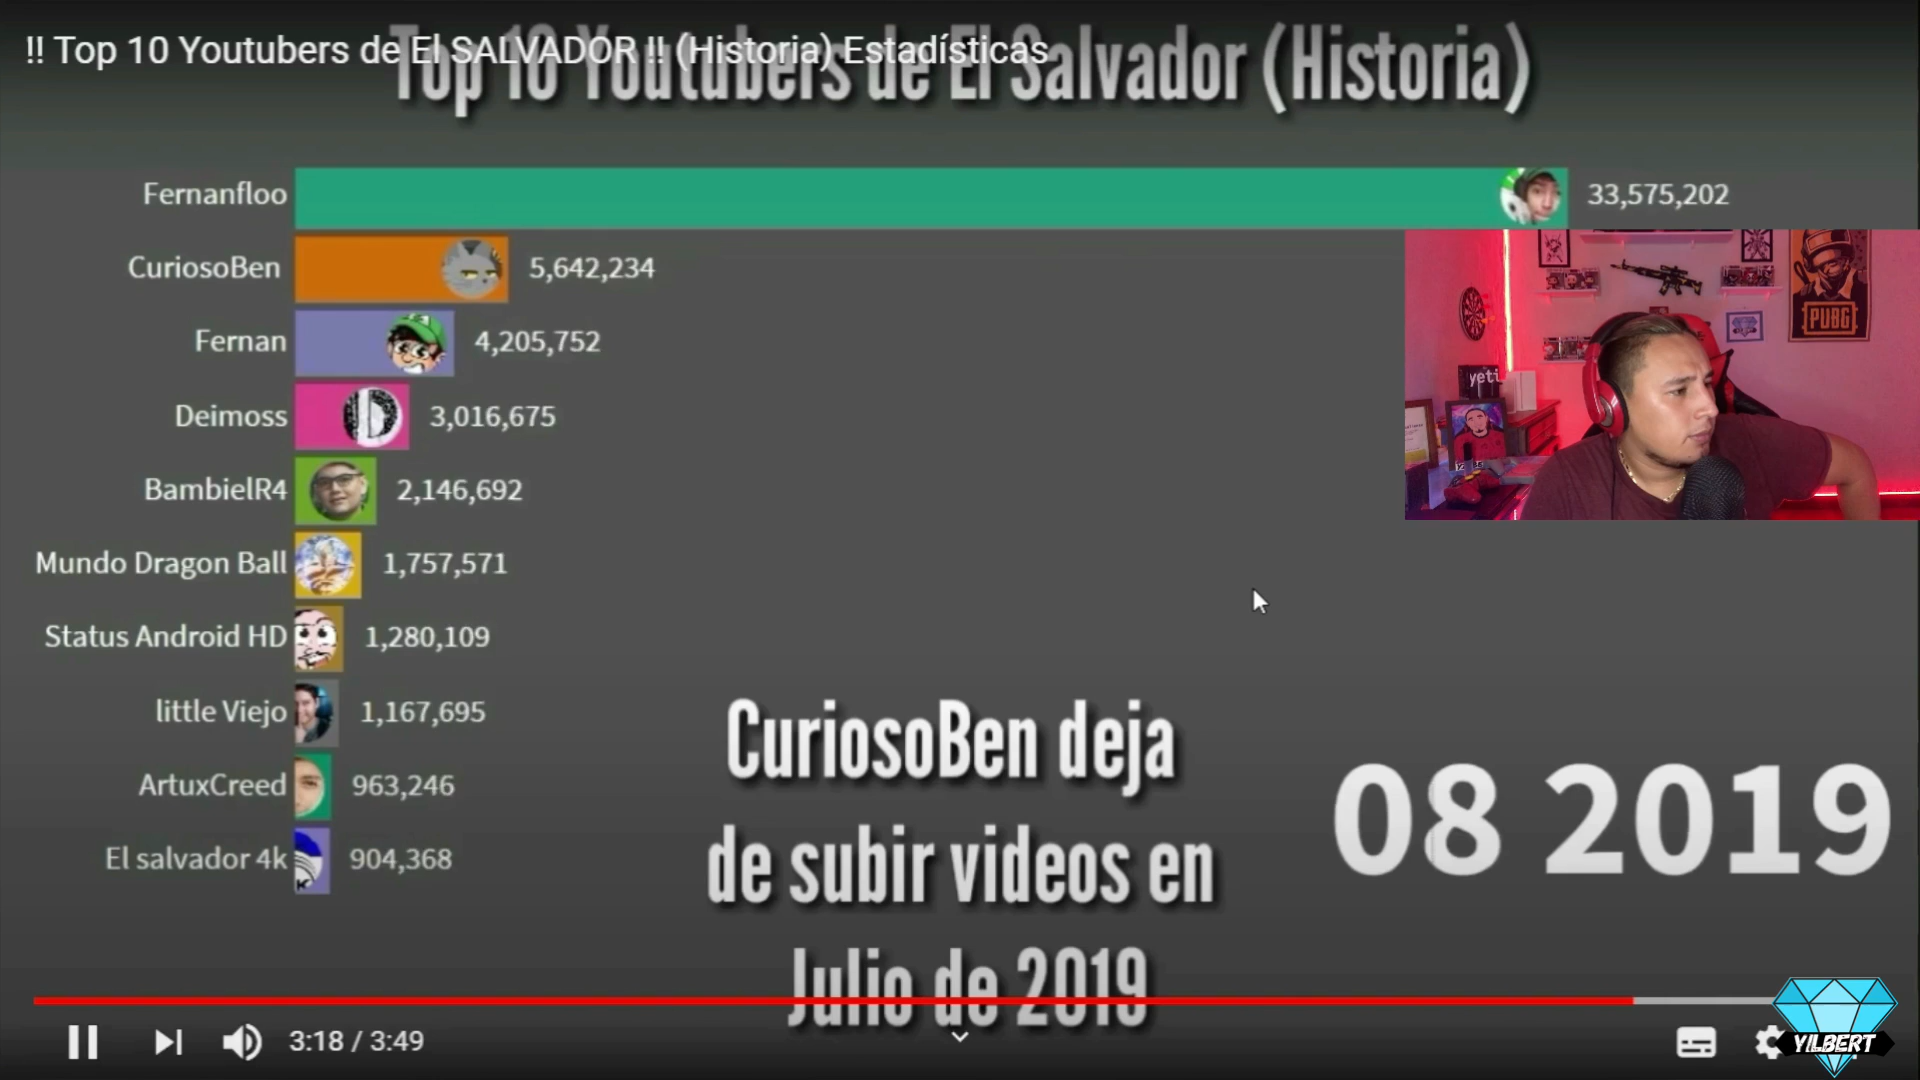 !! Top 10 Youtubers de El SALVADOR !! (Historia) Estadísticas
Top 10 Youtubers de El Salvador (Historia)
Fernanfloo 33,575,202
CuriosoBen 5,642,234
Fernan 4,205,752
Deimoss 3,016,675
BambielR4 2,146,692
Mundo Dragon Ball 1,757,571
Status Android HD 1,280,109
little Viejo 1,167,695
ArtuxCreed 963,246
El salvador 4k 904,368
PUBG
yeti
CuriosoBen deja
de subir videos en
Julio de 2019
08 2019
3:18 / 3:49
YILBERT